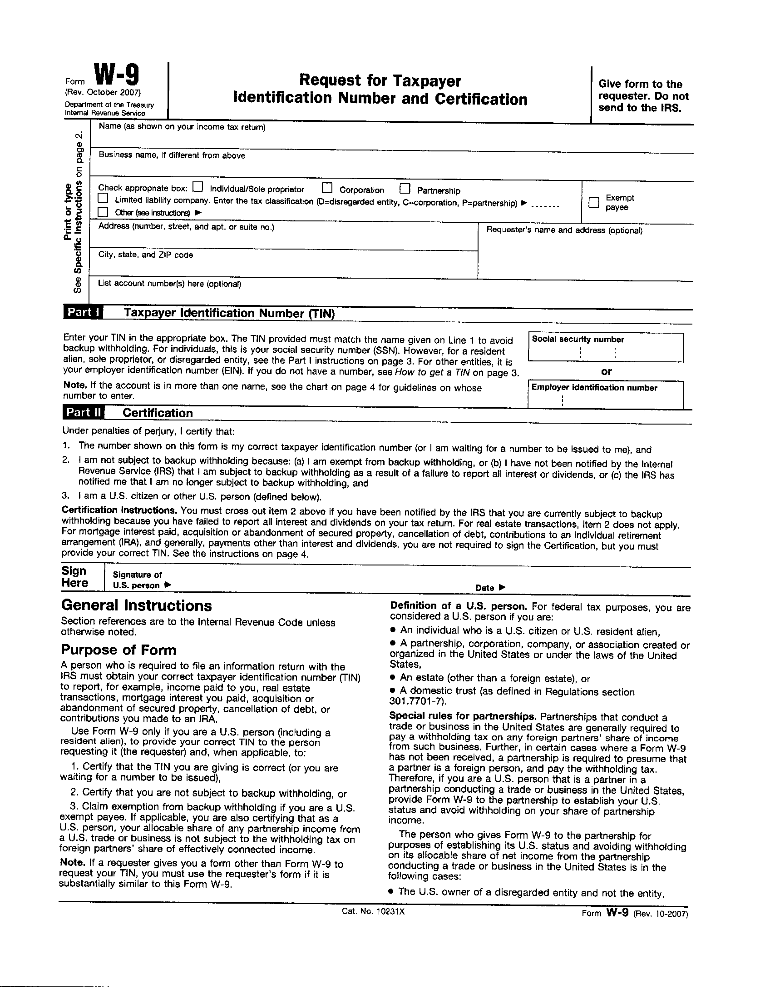 Form W-9
(Rev. October 2007)
Department of the Treasury
Internal Revenue Service
Request for Taxpayer
Identification Number and Certification
Give form to the
requester. Do not
send to the IRS.
Print or type
See Specific Instructions on page 2.
Name (as shown on your income tax return)
Business name, if different from above
Check appropriate box: ☐ Individual/Sole proprietor ☐ Corporation ☐ Partnership
☐ Limited liability company. Enter the tax classification (D=disregarded entity, C=corporation, P=partnership) ▶ .......
☐ Other (see instructions) ▶
☐ Exempt
payee
Address (number, street, and apt. or suite no.)
Requester's name and address (optional)
City, state, and ZIP code
List account number(s) here (optional)
Part I Taxpayer Identification Number (TIN)
Enter your TIN in the appropriate box. The TIN provided must match the name given on Line 1 to avoid
backup withholding. For individuals, this is your social security number (SSN). However, for a resident
alien, sole proprietor, or disregarded entity, see the Part I instructions on page 3. For other entities, it is
your employer identification number (EIN). If you do not have a number, see How to get a TIN on page 3.
Note. If the account is in more than one name, see the chart on page 4 for guidelines on whose
number to enter.
Social security number
or
Employer identification number
Part II Certification
Under penalties of perjury, I certify that:
1. The number shown on this form is my correct taxpayer identification number (or I am waiting for a number to be issued to me), and
2. I am not subject to backup withholding because: (a) I am exempt from backup withholding, or (b) I have not been notified by the Internal
Revenue Service (IRS) that I am subject to backup withholding as a result of a failure to report all interest or dividends, or (c) the IRS has
notified me that I am no longer subject to backup withholding, and
3. I am a U.S. citizen or other U.S. person (defined below).
Certification instructions. You must cross out item 2 above if you have been notified by the IRS that you are currently subject to backup
withholding because you have failed to report all interest and dividends on your tax return. For real estate transactions, item 2 does not apply.
For mortgage interest paid, acquisition or abandonment of secured property, cancellation of debt, contributions to an individual retirement
arrangement (IRA), and generally, payments other than interest and dividends, you are not required to sign the Certification, but you must
provide your correct TIN. See the instructions on page 4.
Sign
Here
Signature of
U.S. person ▶
Date ▶
General Instructions
Section references are to the Internal Revenue Code unless
otherwise noted.
Purpose of Form
A person who is required to file an information return with the
IRS must obtain your correct taxpayer identification number (TIN)
to report, for example, income paid to you, real estate
transactions, mortgage interest you paid, acquisition or
abandonment of secured property, cancellation of debt, or
contributions you made to an IRA.
Use Form W-9 only if you are a U.S. person (including a
resident alien), to provide your correct TIN to the person
requesting it (the requester) and, when applicable, to:
1. Certify that the TIN you are giving is correct (or you are
waiting for a number to be issued),
2. Certify that you are not subject to backup withholding, or
3. Claim exemption from backup withholding if you are a U.S.
exempt payee. If applicable, you are also certifying that as a
U.S. person, your allocable share of any partnership income from
a U.S. trade or business is not subject to the withholding tax on
foreign partners' share of effectively connected income.
Note. If a requester gives you a form other than Form W-9 to
request your TIN, you must use the requester's form if it is
substantially similar to this Form W-9.
Definition of a U.S. person. For federal tax purposes, you are
considered a U.S. person if you are:
● An individual who is a U.S. citizen or U.S. resident alien,
● A partnership, corporation, company, or association created or
organized in the United States or under the laws of the United
States,
● An estate (other than a foreign estate), or
● A domestic trust (as defined in Regulations section
301.7701-7).
Special rules for partnerships. Partnerships that conduct a
trade or business in the United States are generally required to
pay a withholding tax on any foreign partners' share of income
from such business. Further, in certain cases where a Form W-9
has not been received, a partnership is required to presume that
a partner is a foreign person, and pay the withholding tax.
Therefore, if you are a U.S. person that is a partner in a
partnership conducting a trade or business in the United States,
provide Form W-9 to the partnership to establish your U.S.
status and avoid withholding on your share of partnership
income.
The person who gives Form W-9 to the partnership for
purposes of establishing its U.S. status and avoiding withholding
on its allocable share of net income from the partnership
conducting a trade or business in the United States is in the
following cases:
● The U.S. owner of a disregarded entity and not the entity,
Cat. No. 10231X
Form W-9 (Rev. 10-2007)